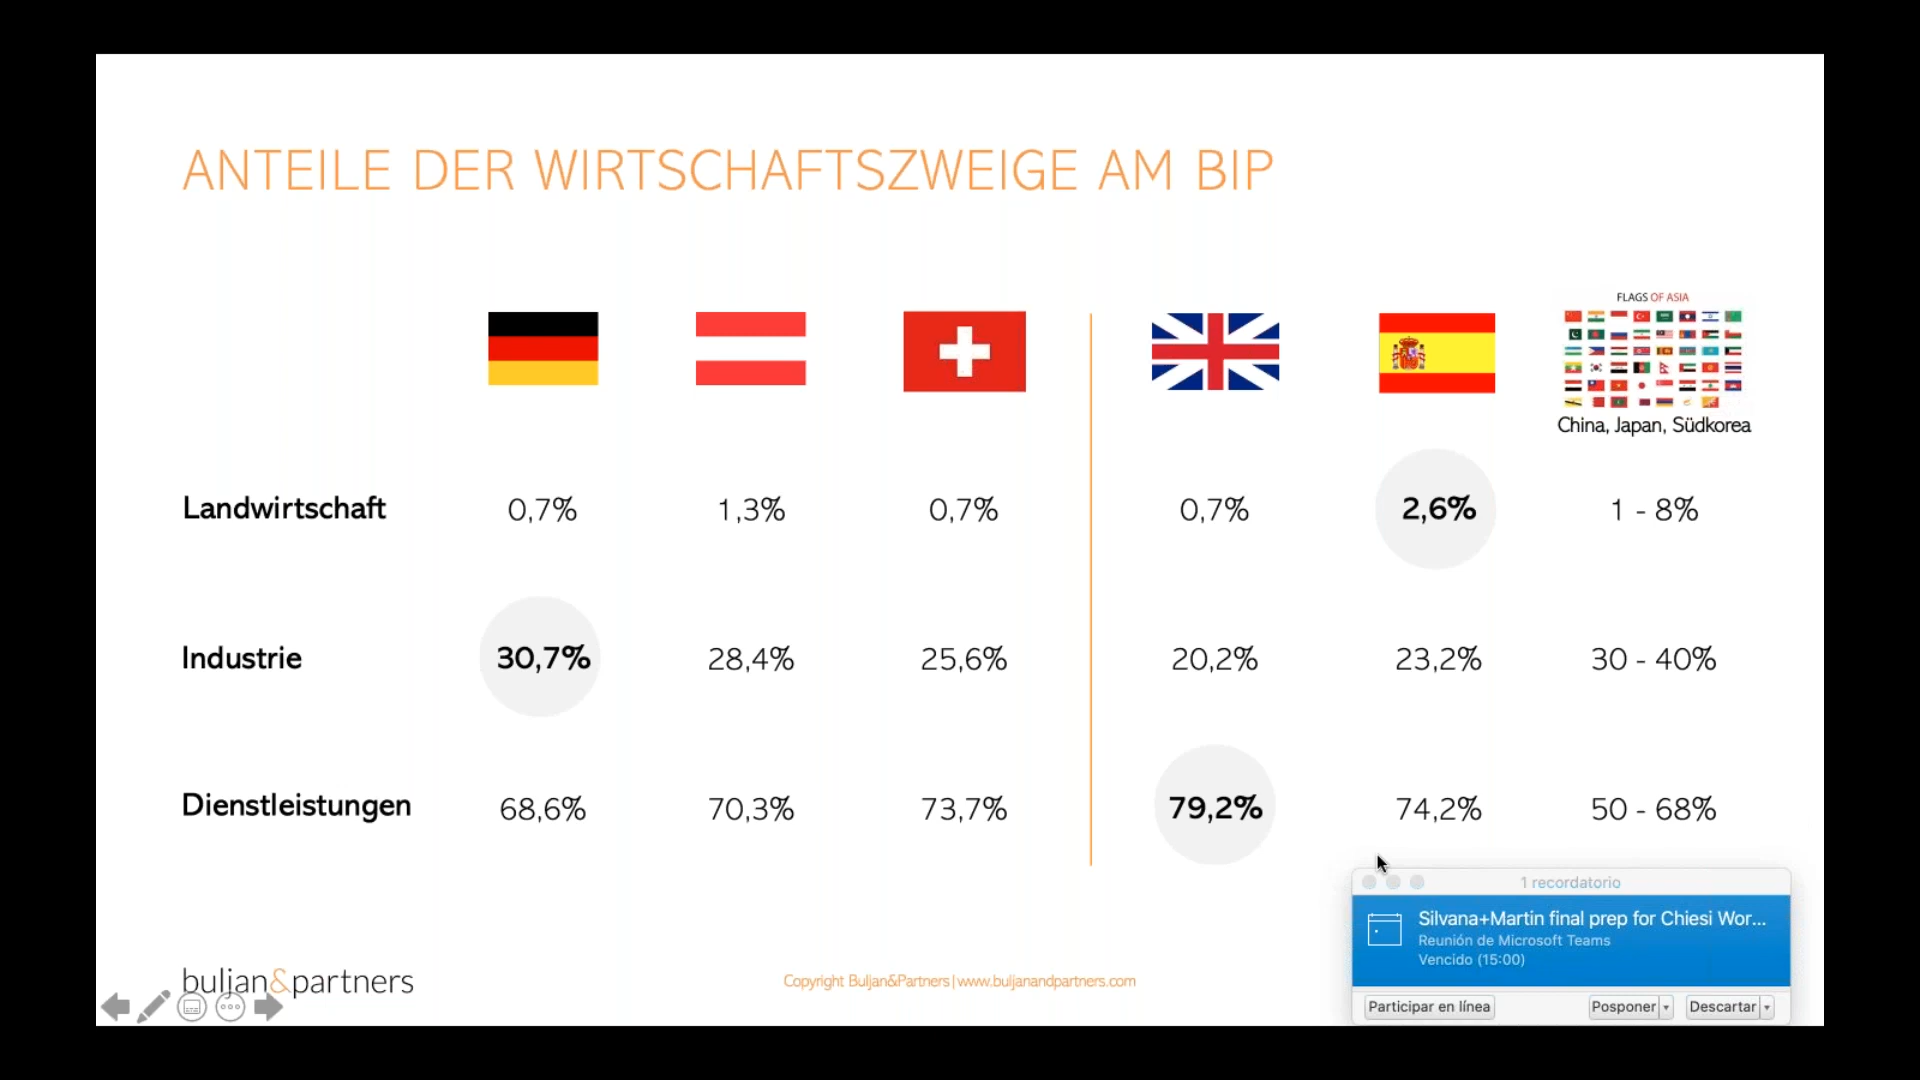 ANTEILE DER WIRTSCHAFTSZWEIGE AM BIP
FLAGS OF ASIA
China, Japan, Südkorea
Landwirtschaft 0,7% 1,3% 0,7% 0,7% 2,6% 1 - 8%
Industrie 30,7% 28,4% 25,6% 20,2% 23,2% 30 - 40%
Dienstleistungen 68,6% 70,3% 73,7% 79,2% 74,2% 50 - 68%
buljan&partners
Copyright Buljan&Partners | www.buljanandpartners.com
1 recordatorio
Silvana+Martin final prep for Chiesi Wor...
Reunión de Microsoft Teams
Vencido (15:00)
Participar en línea Posponer Descartar